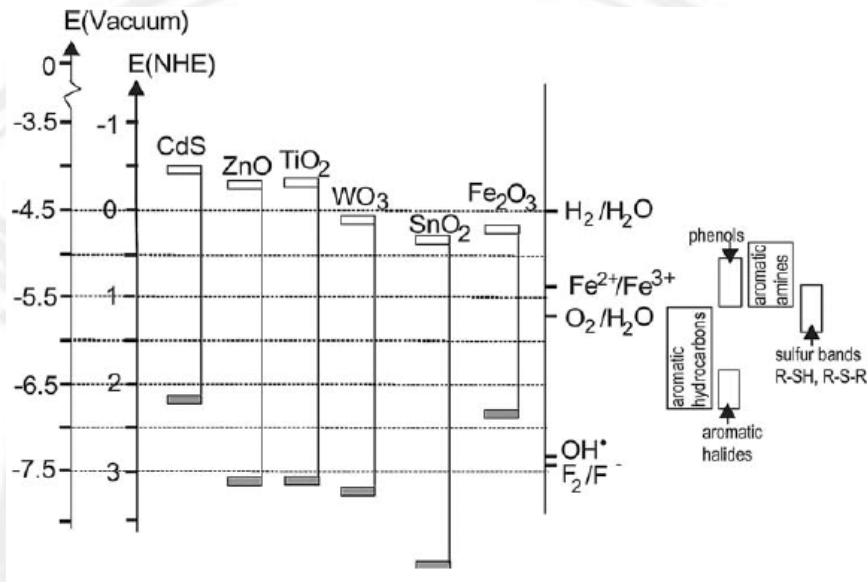 E(Vacuum)
E(NHE)
0
-3.5
-4.5
-5.5
-6.5
-7.5
-1
0
1
2
3
CdS
ZnO
TiO₂
WO₃
SnO₂
Fe₂O₃
H₂/H₂O
Fe²⁺/Fe³⁺
O₂/H₂O
OH•
F₂/F⁻
phenols
aromatic
amines
aromatic
hydrocarbons
sulfur bands
R-SH, R-S-R
aromatic
halides